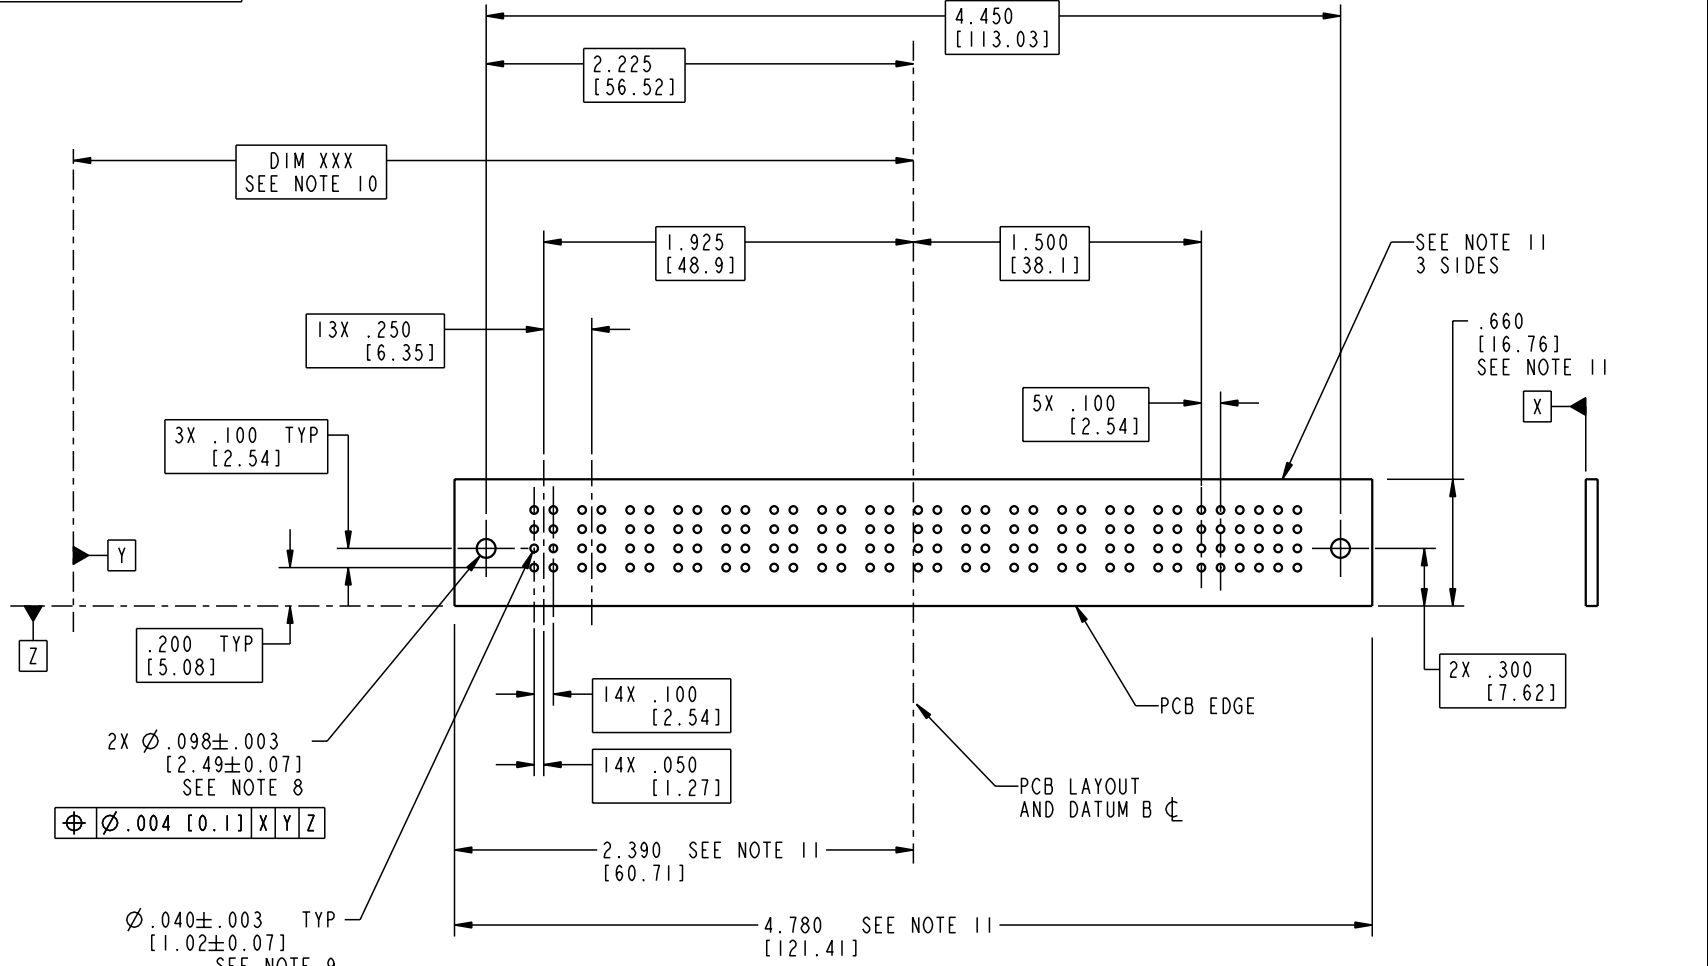 4.450
[113.03]
2.225
[56.52]
DIM XXX
SEE NOTE 10
1.925
[48.9]
1.500
[38.1]
SEE NOTE 11
3 SIDES
13X .250
[6.35]
.660
[16.76]
SEE NOTE 11
5X .100
[2.54]
X
3X .100 TYP
[2.54]
Y
Z
.200 TYP
[5.08]
2X .300
[7.62]
14X .100
[2.54]
PCB EDGE
2X Ø.098±.003
[2.49±0.07]
SEE NOTE 8
14X .050
[1.27]
PCB LAYOUT
AND DATUM B ℄
⌖ Ø.004 [0.1] X Y Z
2.390 SEE NOTE 11
[60.71]
Ø.040±.003 TYP
[1.02±0.07]
SEE NOTE 9
4.780 SEE NOTE 11
[121.41]